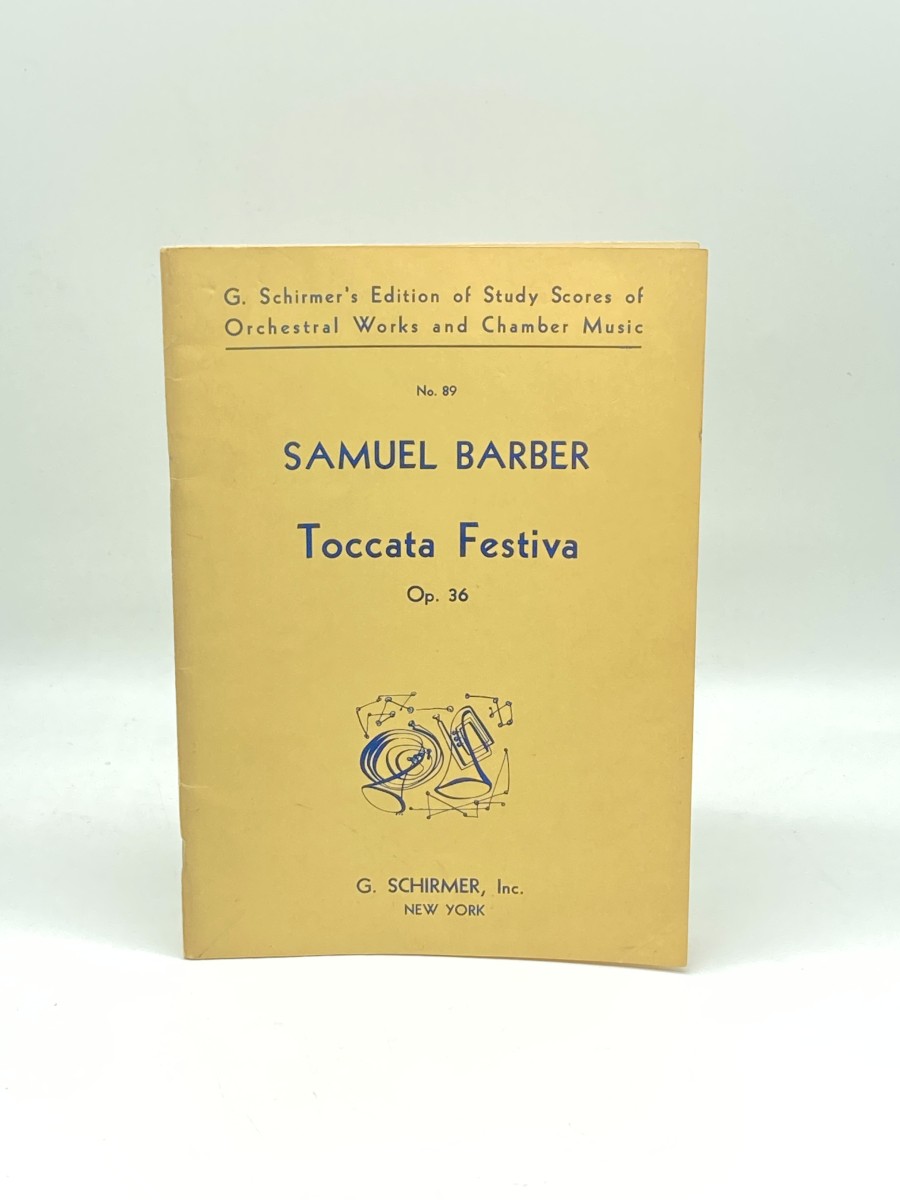 G. Schirmer's Edition of Study Scores of
Orchestral Works and Chamber Music
No. 89
SAMUEL BARBER
Toccata Festiva
Op. 36
G. SCHIRMER, Inc.
NEW YORK